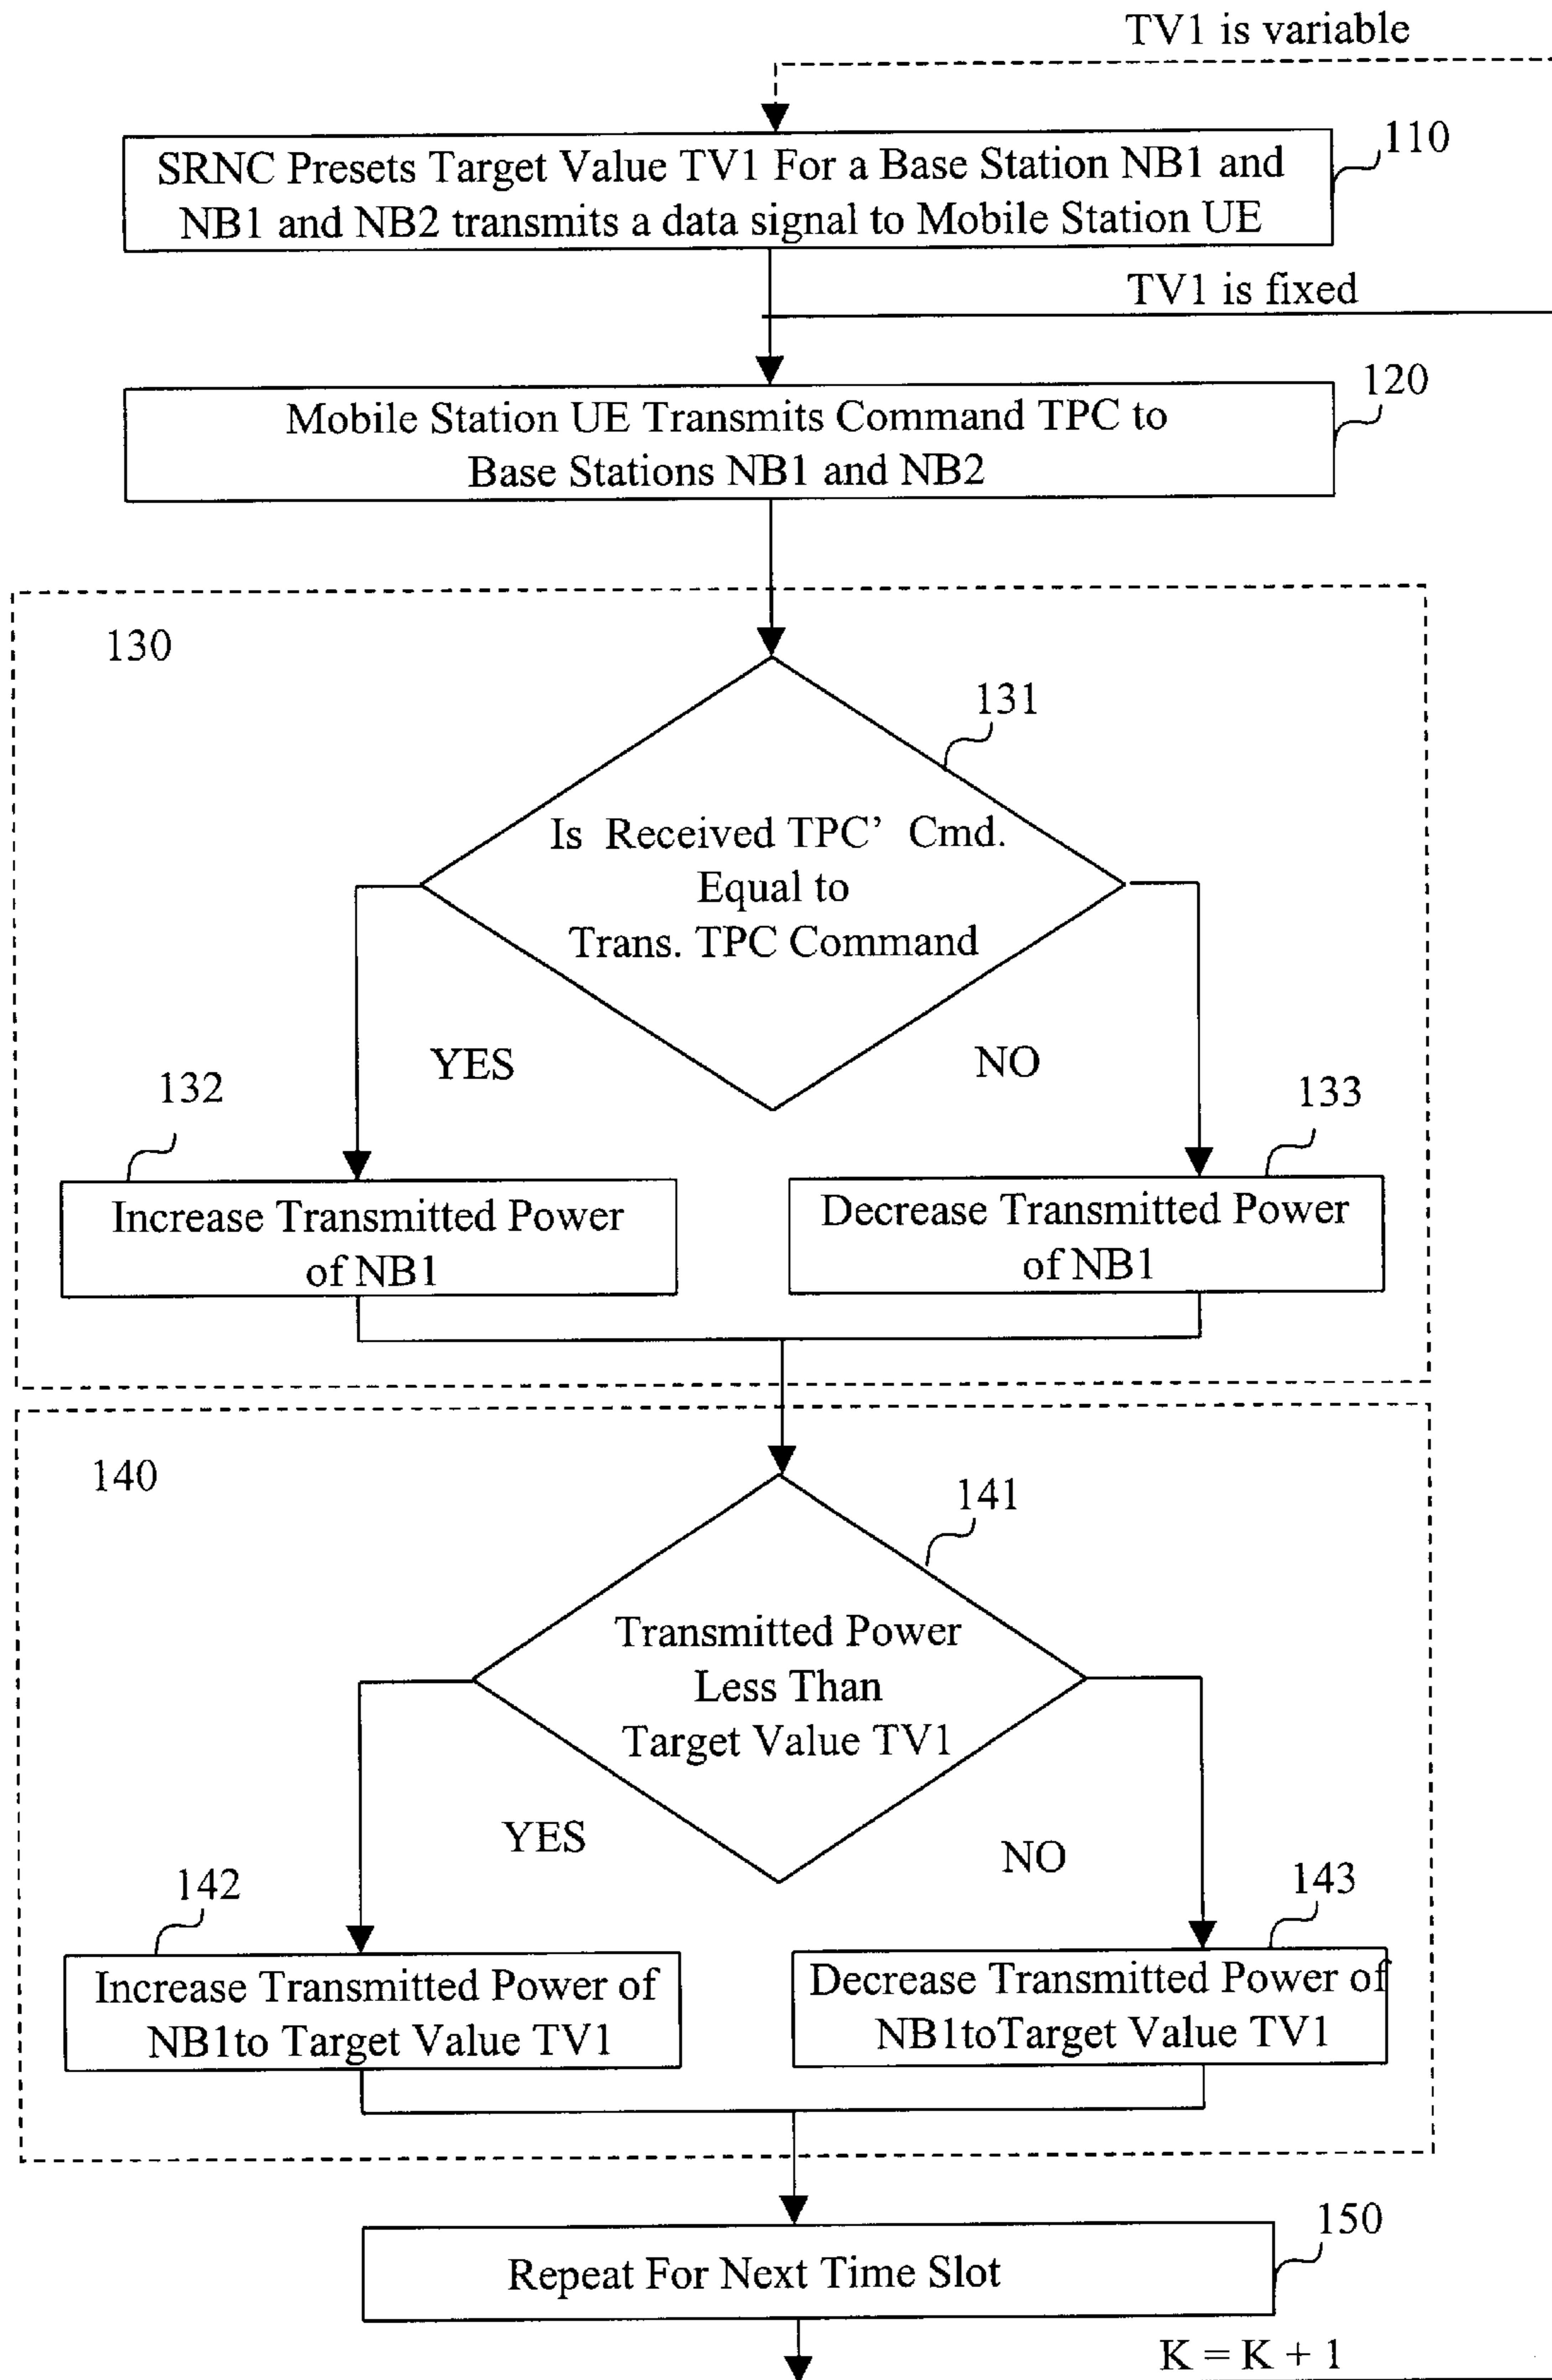 TV1 is variable
110
SRNC Presets Target Value TV1 For a Base Station NB1 and
NB1 and NB2 transmits a data signal to Mobile Station UE
TV1 is fixed
120
Mobile Station UE Transmits Command TPC to
Base Stations NB1 and NB2
130
131
Is Received TPC’ Cmd.
Equal to
Trans. TPC Command
YES
NO
132
133
Increase Transmitted Power
of NB1
Decrease Transmitted Power
of NB1
140
141
Transmitted Power
Less Than
Target Value TV1
YES
NO
142
143
Increase Transmitted Power of
NB1to Target Value TV1
Decrease Transmitted Power of
NB1toTarget Value TV1
150
Repeat For Next Time Slot
K = K + 1